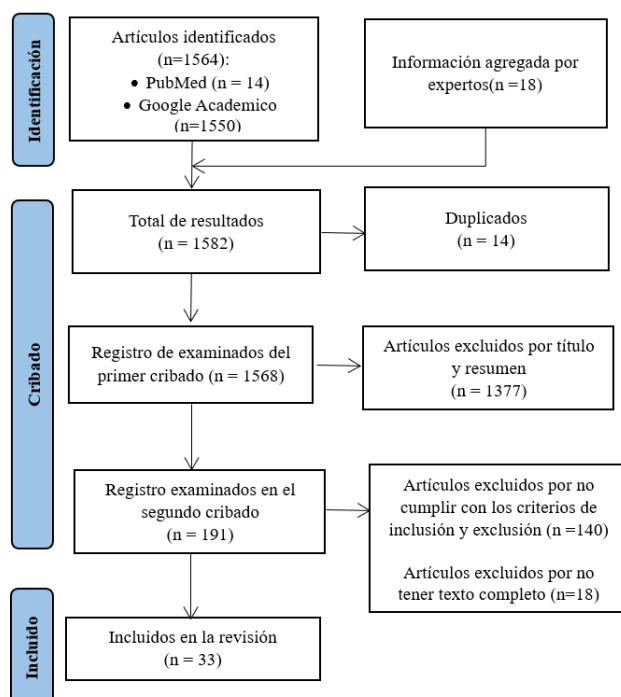 Identificación
Artículos identificados
(n=1564):
• PubMed (n = 14)
• Google Academico
(n=1550)
Información agregada por
expertos(n =18)
Cribado
Total de resultados
(n = 1582)
Duplicados
(n = 14)
Registro de examinados del
primer cribado (n = 1568)
Artículos excluidos por título
y resumen
(n = 1377)
Registro examinados en el
segundo cribado
(n = 191)
Artículos excluidos por no
cumplir con los criterios de
inclusión y exclusión (n =140)
Artículos excluidos por no
tener texto completo (n=18)
Incluido
Incluidos en la revisión
(n = 33)